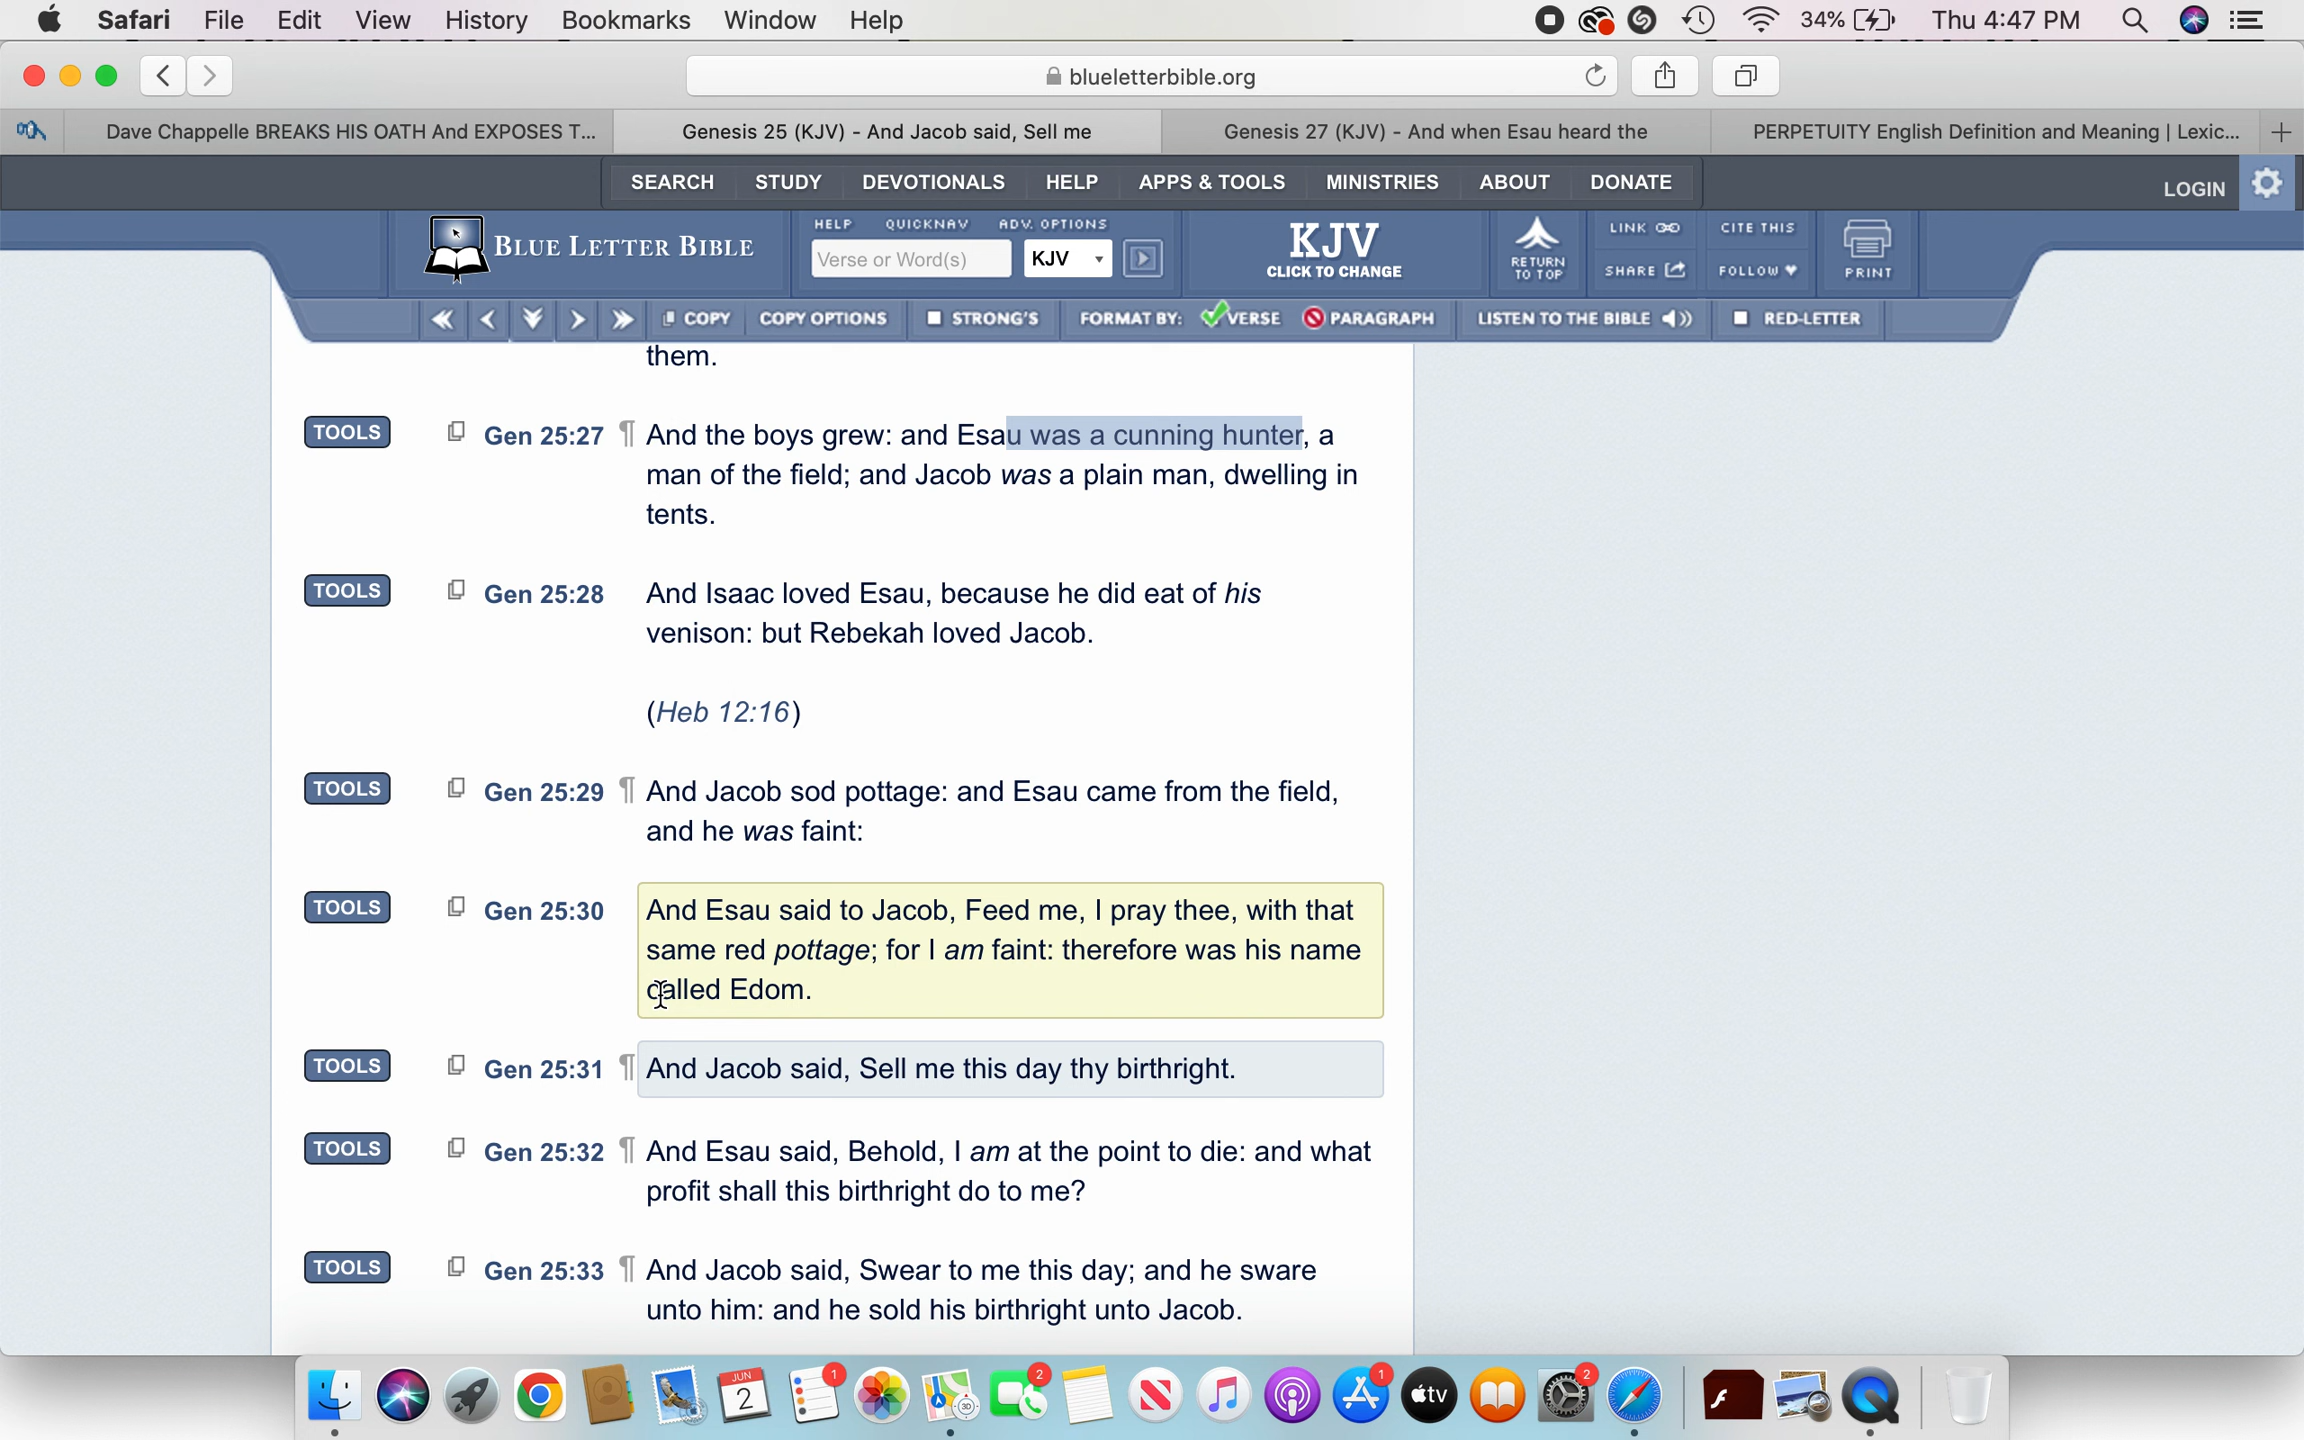 Safari File Edit View History Bookmarks Window Help 34% Thu 4:47 PM
blueletterbible.org
Dave Chappelle BREAKS HIS OATH And EXPOSES T... Genesis 25 (KJV) - And Jacob said, Sell me Genesis 27 (KJV) - And when Esau heard the PERPETUITY English Definition and Meaning | Lexic...
SEARCH STUDY DEVOTIONALS HELP APPS & TOOLS MINISTRIES ABOUT DONATE LOGIN
HELP QUICKNAV ADV. OPTIONS
BLUE LETTER BIBLE
Verse or Word(s) KJV
KJV
CLICK TO CHANGE
RETURN
TO TOP
LINK CITE THIS
SHARE FOLLOW PRINT
COPY COPY OPTIONS STRONG'S FORMAT BY: VERSE PARAGRAPH LISTEN TO THE BIBLE RED-LETTER
them.
TOOLS Gen 25:27 ¶ And the boys grew: and Esau was a cunning hunter, a
man of the field; and Jacob was a plain man, dwelling in
tents.
TOOLS Gen 25:28 And Isaac loved Esau, because he did eat of his
venison: but Rebekah loved Jacob.
(Heb 12:16)
TOOLS Gen 25:29 ¶ And Jacob sod pottage: and Esau came from the field,
and he was faint:
TOOLS Gen 25:30 And Esau said to Jacob, Feed me, I pray thee, with that
same red pottage; for I am faint: therefore was his name
called Edom.
TOOLS Gen 25:31 ¶ And Jacob said, Sell me this day thy birthright.
TOOLS Gen 25:32 ¶ And Esau said, Behold, I am at the point to die: and what
profit shall this birthright do to me?
TOOLS Gen 25:33 ¶ And Jacob said, Swear to me this day; and he sware
unto him: and he sold his birthright unto Jacob.
JUN
2 1 3D 2 1 tv 2